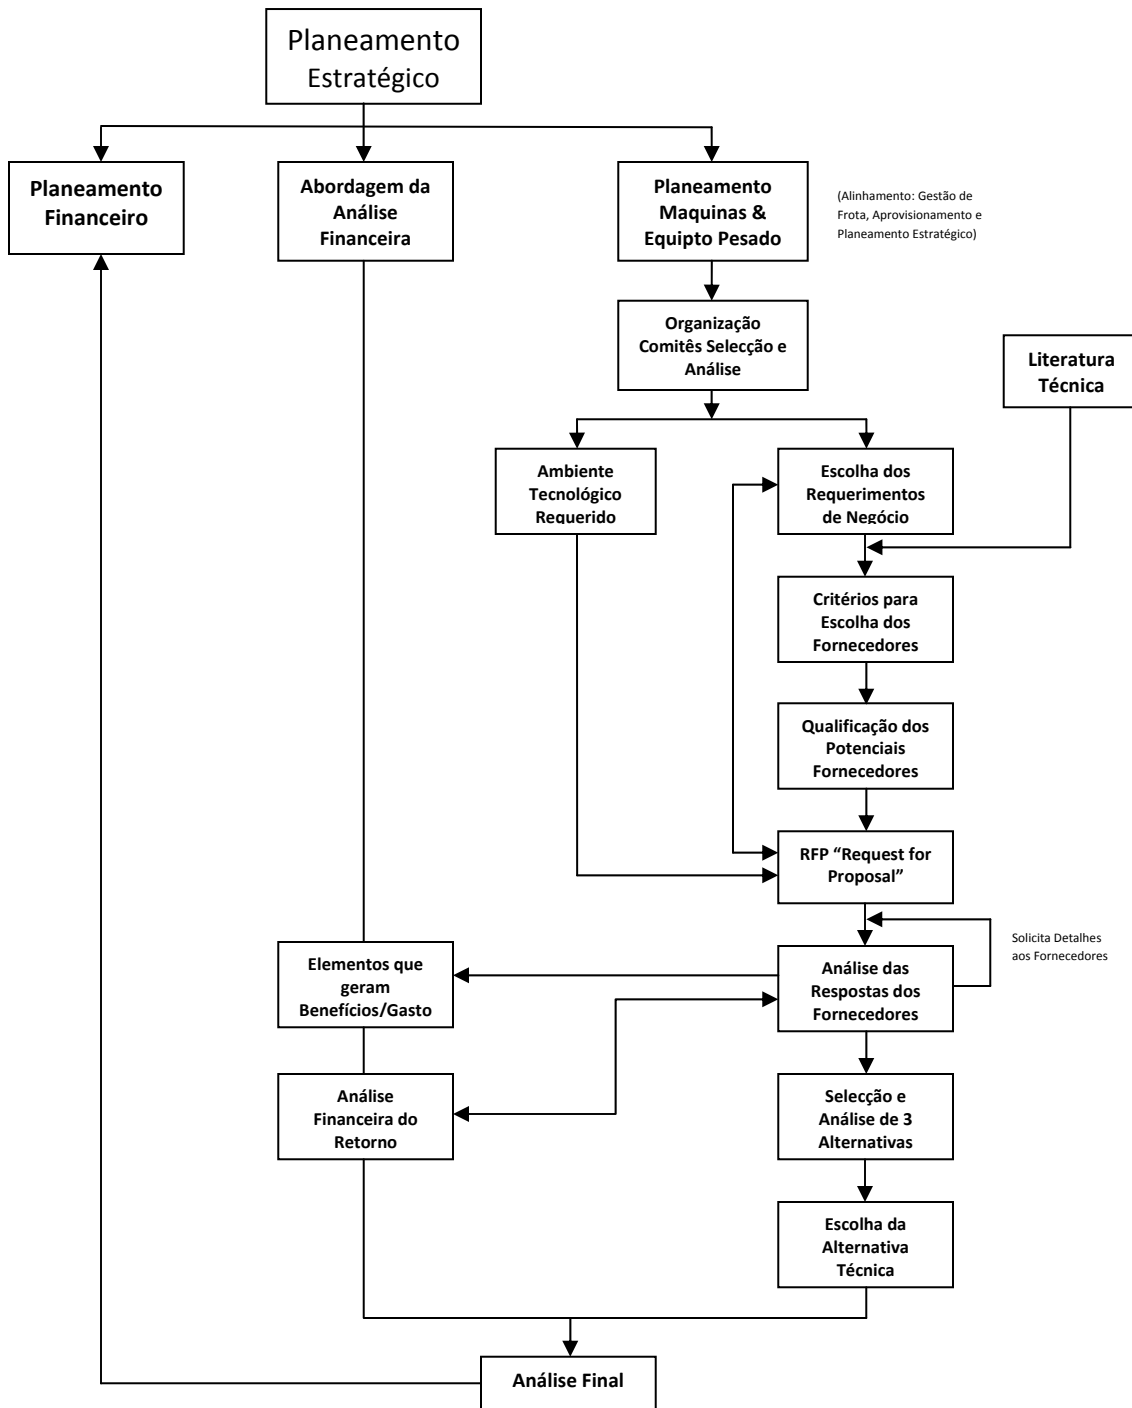 Planeamento
Estratégico
Planeamento
Financeiro
Abordagem da
Análise
Financeira
Planeamento
Maquinas &
Equipto Pesado
(Alinhamento: Gestão de
Frota, Aprovisionamento e
Planeamento Estratégico)
Organização
Comitês Selecção e
Análise
Literatura
Técnica
Ambiente
Tecnológico
Requerido
Escolha dos
Requerimentos
de Negócio
Critérios para
Escolha dos
Fornecedores
Qualificação dos
Potenciais
Fornecedores
RFP “Request for
Proposal”
Solicita Detalhes
aos Fornecedores
Elementos que
geram
Benefícios/Gasto
Análise das
Respostas dos
Fornecedores
Análise
Financeira do
Retorno
Selecção e
Análise de 3
Alternativas
Escolha da
Alternativa
Técnica
Análise Final